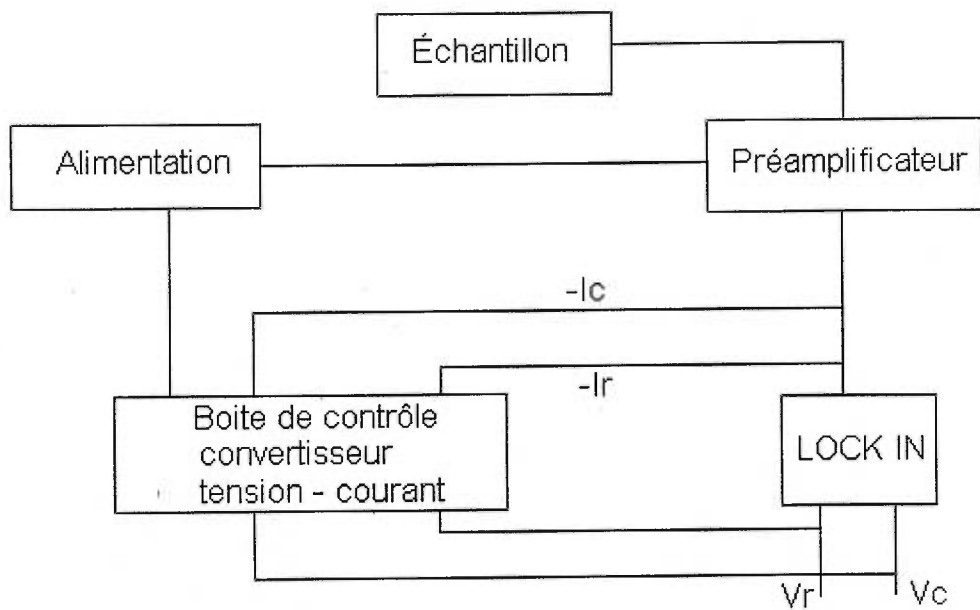 Échantillon
Alimentation
Préamplificateur
-Ic
-Ir
Boite de contrôle
convertisseur
tension - courant
LOCK IN
Vr
Vc